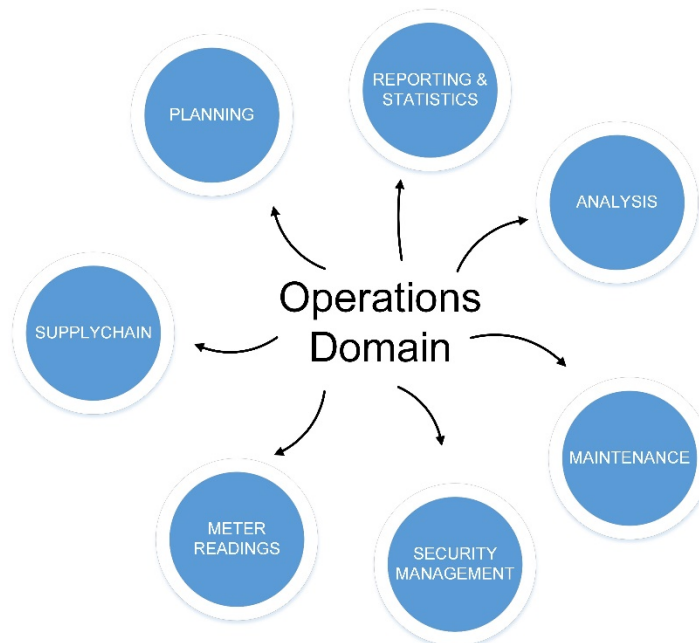 REPORTING &
STATISTICS
PLANNING
ANALYSIS
Operations
Domain
SUPPLYCHAIN
MAINTENANCE
METER
READINGS
SECURITY
MANAGEMENT